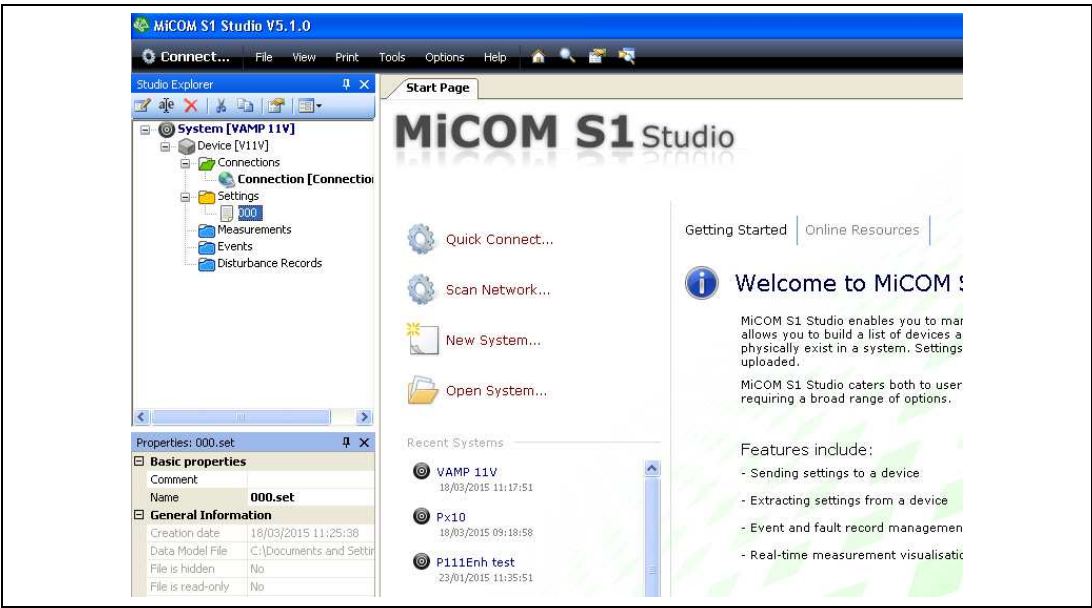 MiCOM S1 Studio V5.1.0
Connect... File View Print Tools Options Help
Studio Explorer
Start Page
System [VAMP 11V]
Device [V11V]
Connections
Connection [Connection
Settings
000
Measurements
Events
Disturbance Records
MiCOM S1 Studio
Quick Connect...
Scan Network...
New System...
Open System...
Recent Systems
VAMP 11V
18/03/2015 11:17:51
Px10
18/03/2015 09:18:58
P111Enh test
23/01/2015 11:35:51
Getting Started Online Resources
Welcome to MiCOM S
MiCOM S1 Studio enables you to mar
allows you to build a list of devices a
physically exist in a system. Settings
uploaded.
MiCOM S1 Studio caters both to user
requiring a broad range of options.
Features include:
- Sending settings to a device
- Extracting settings from a device
- Event and fault record managemen
- Real-time measurement visualisatio
Properties: 000.set
Basic properties
Comment
Name 000.set
General Information
Creation date 18/03/2015 11:25:38
Data Model File C:\Documents and Settin
File is hidden No
File is read-only No